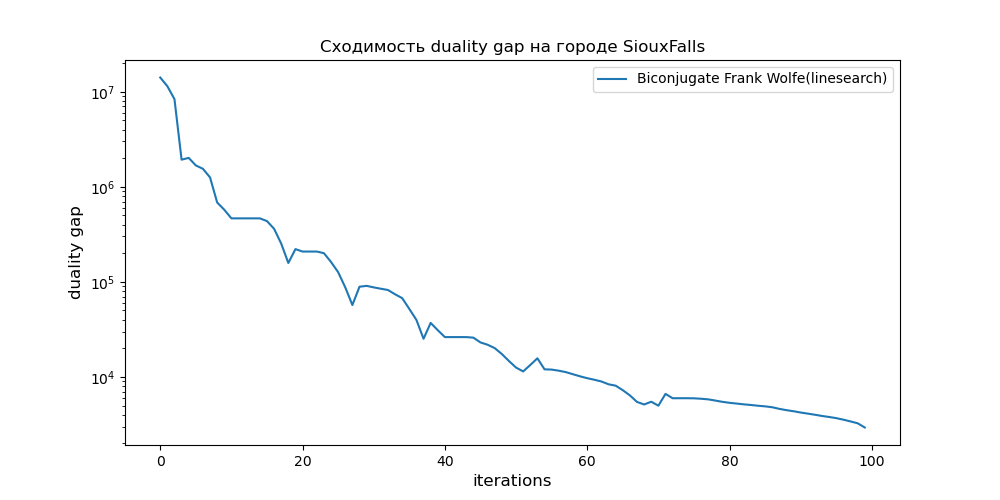 Сходимость duality gap на городе SiouxFalls
Biconjugate Frank Wolfe(linesearch)
duality gap
10⁷
10⁶
10⁵
10⁴
0 20 40 60 80 100
iterations